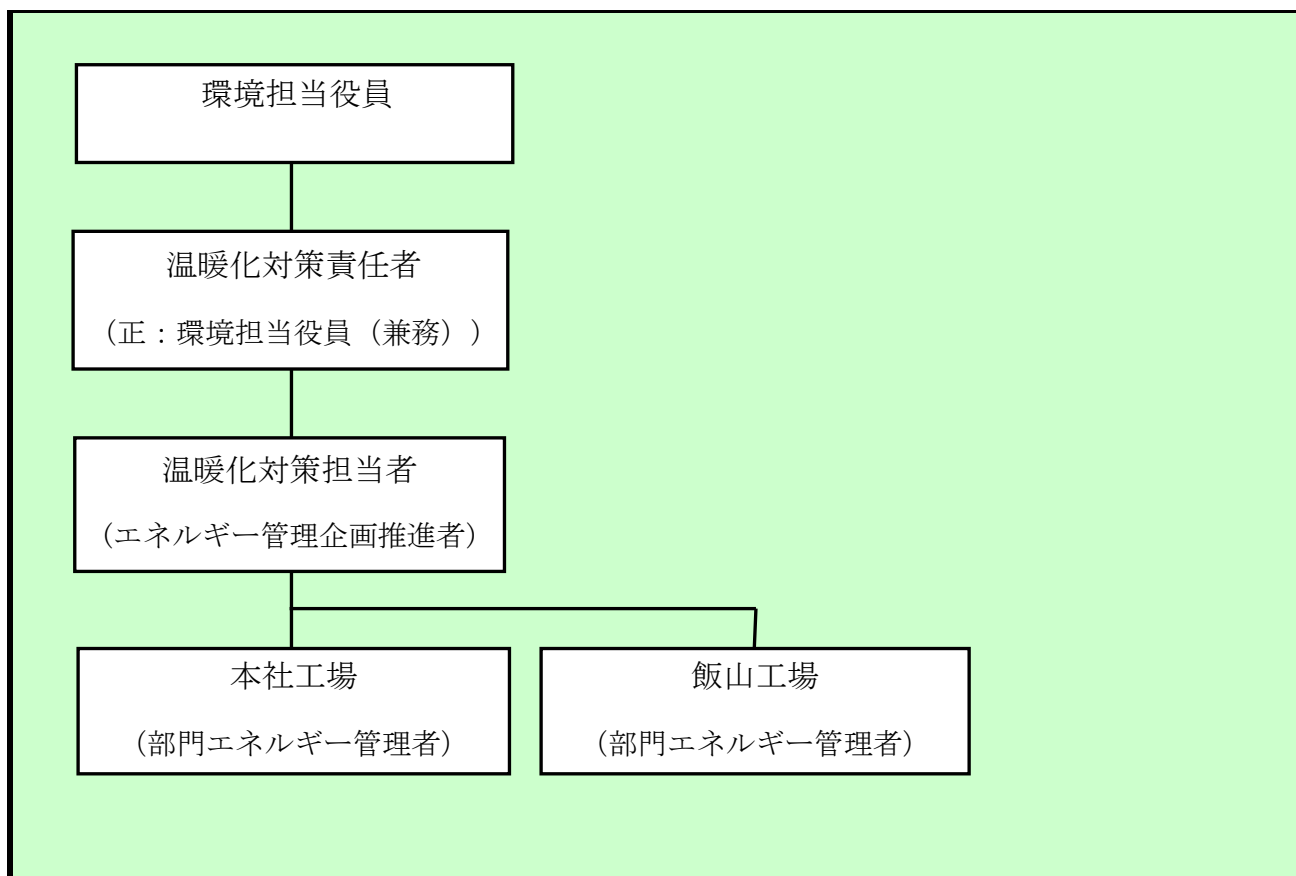 環境担当役員
温暖化対策責任者
（正：環境担当役員（兼務））
温暖化対策担当者
（エネルギー管理企画推進者）
本社工場
（部門エネルギー管理者）
飯山工場
（部門エネルギー管理者）